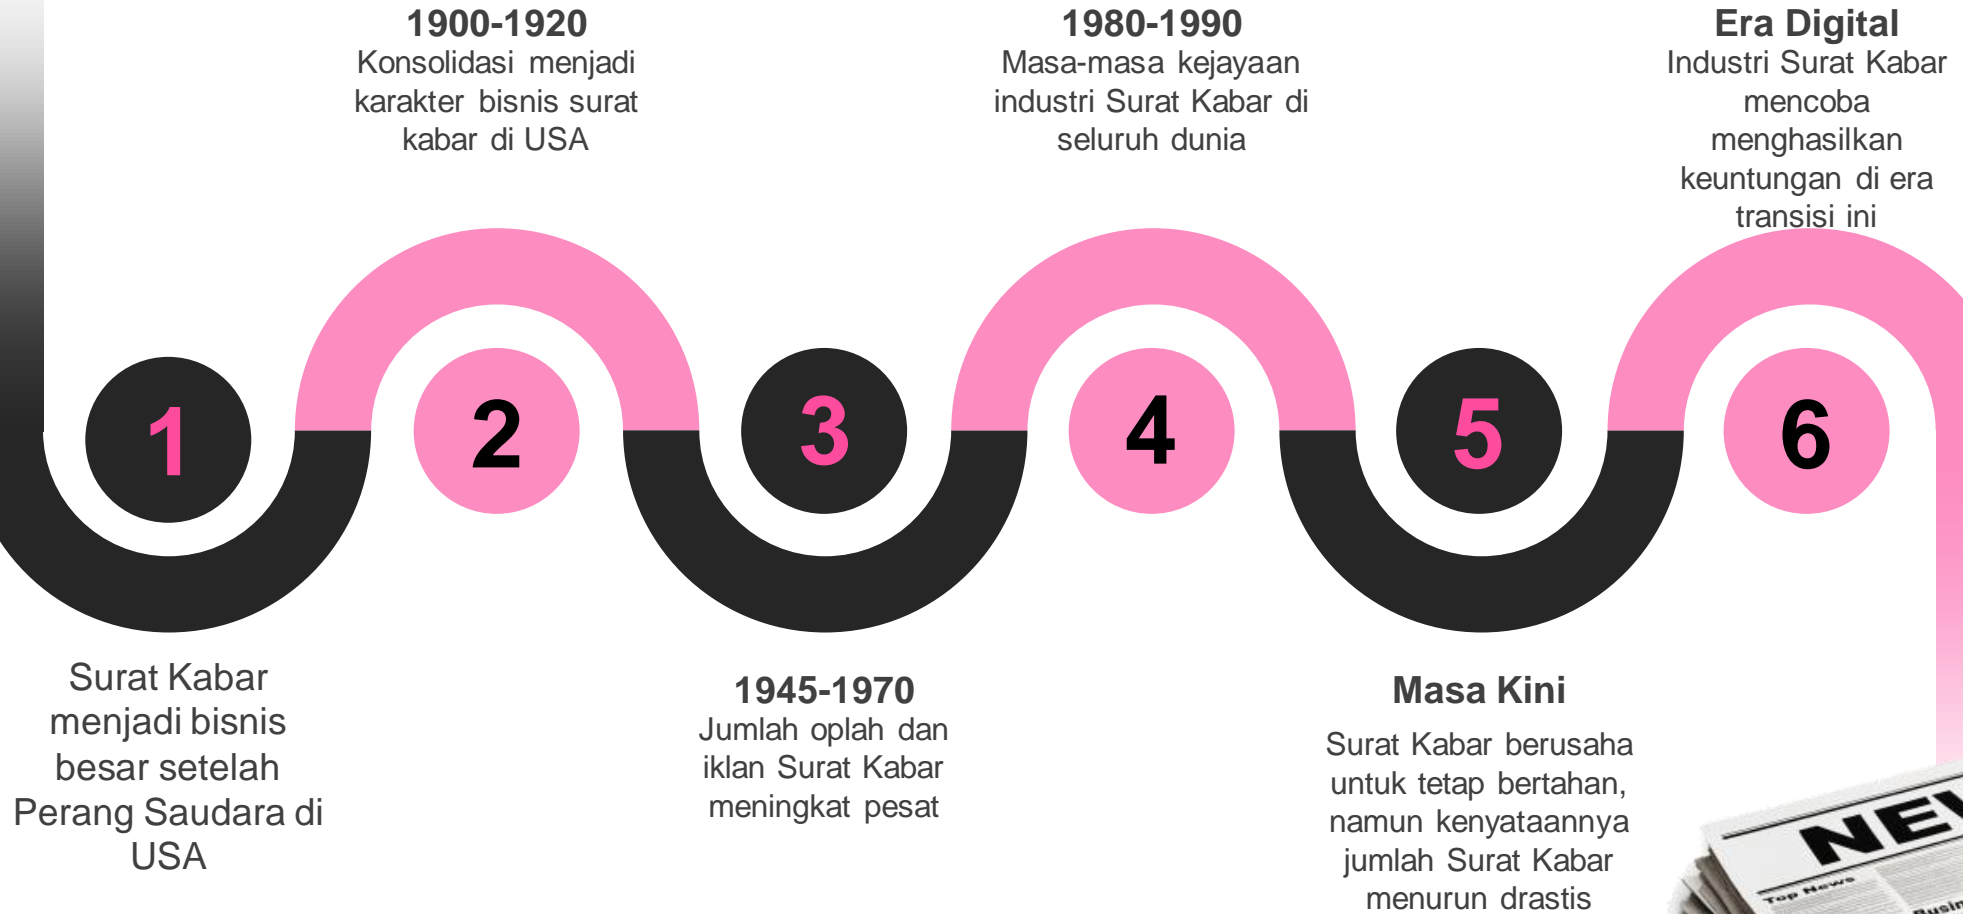 1
Surat Kabar
menjadi bisnis
besar setelah
Perang Saudara di
USA
1900-1920
Konsolidasi menjadi
karakter bisnis surat
kabar di USA
2
3
1945-1970
Jumlah oplah dan
iklan Surat Kabar
meningkat pesat
1980-1990
Masa-masa kejayaan
industri Surat Kabar di
seluruh dunia
4
5
Masa Kini
Surat Kabar berusaha
untuk tetap bertahan,
namun kenyataannya
jumlah Surat Kabar
menurun drastis
Era Digital
Industri Surat Kabar
mencoba
menghasilkan
keuntungan di era
transisi ini
6
Top News